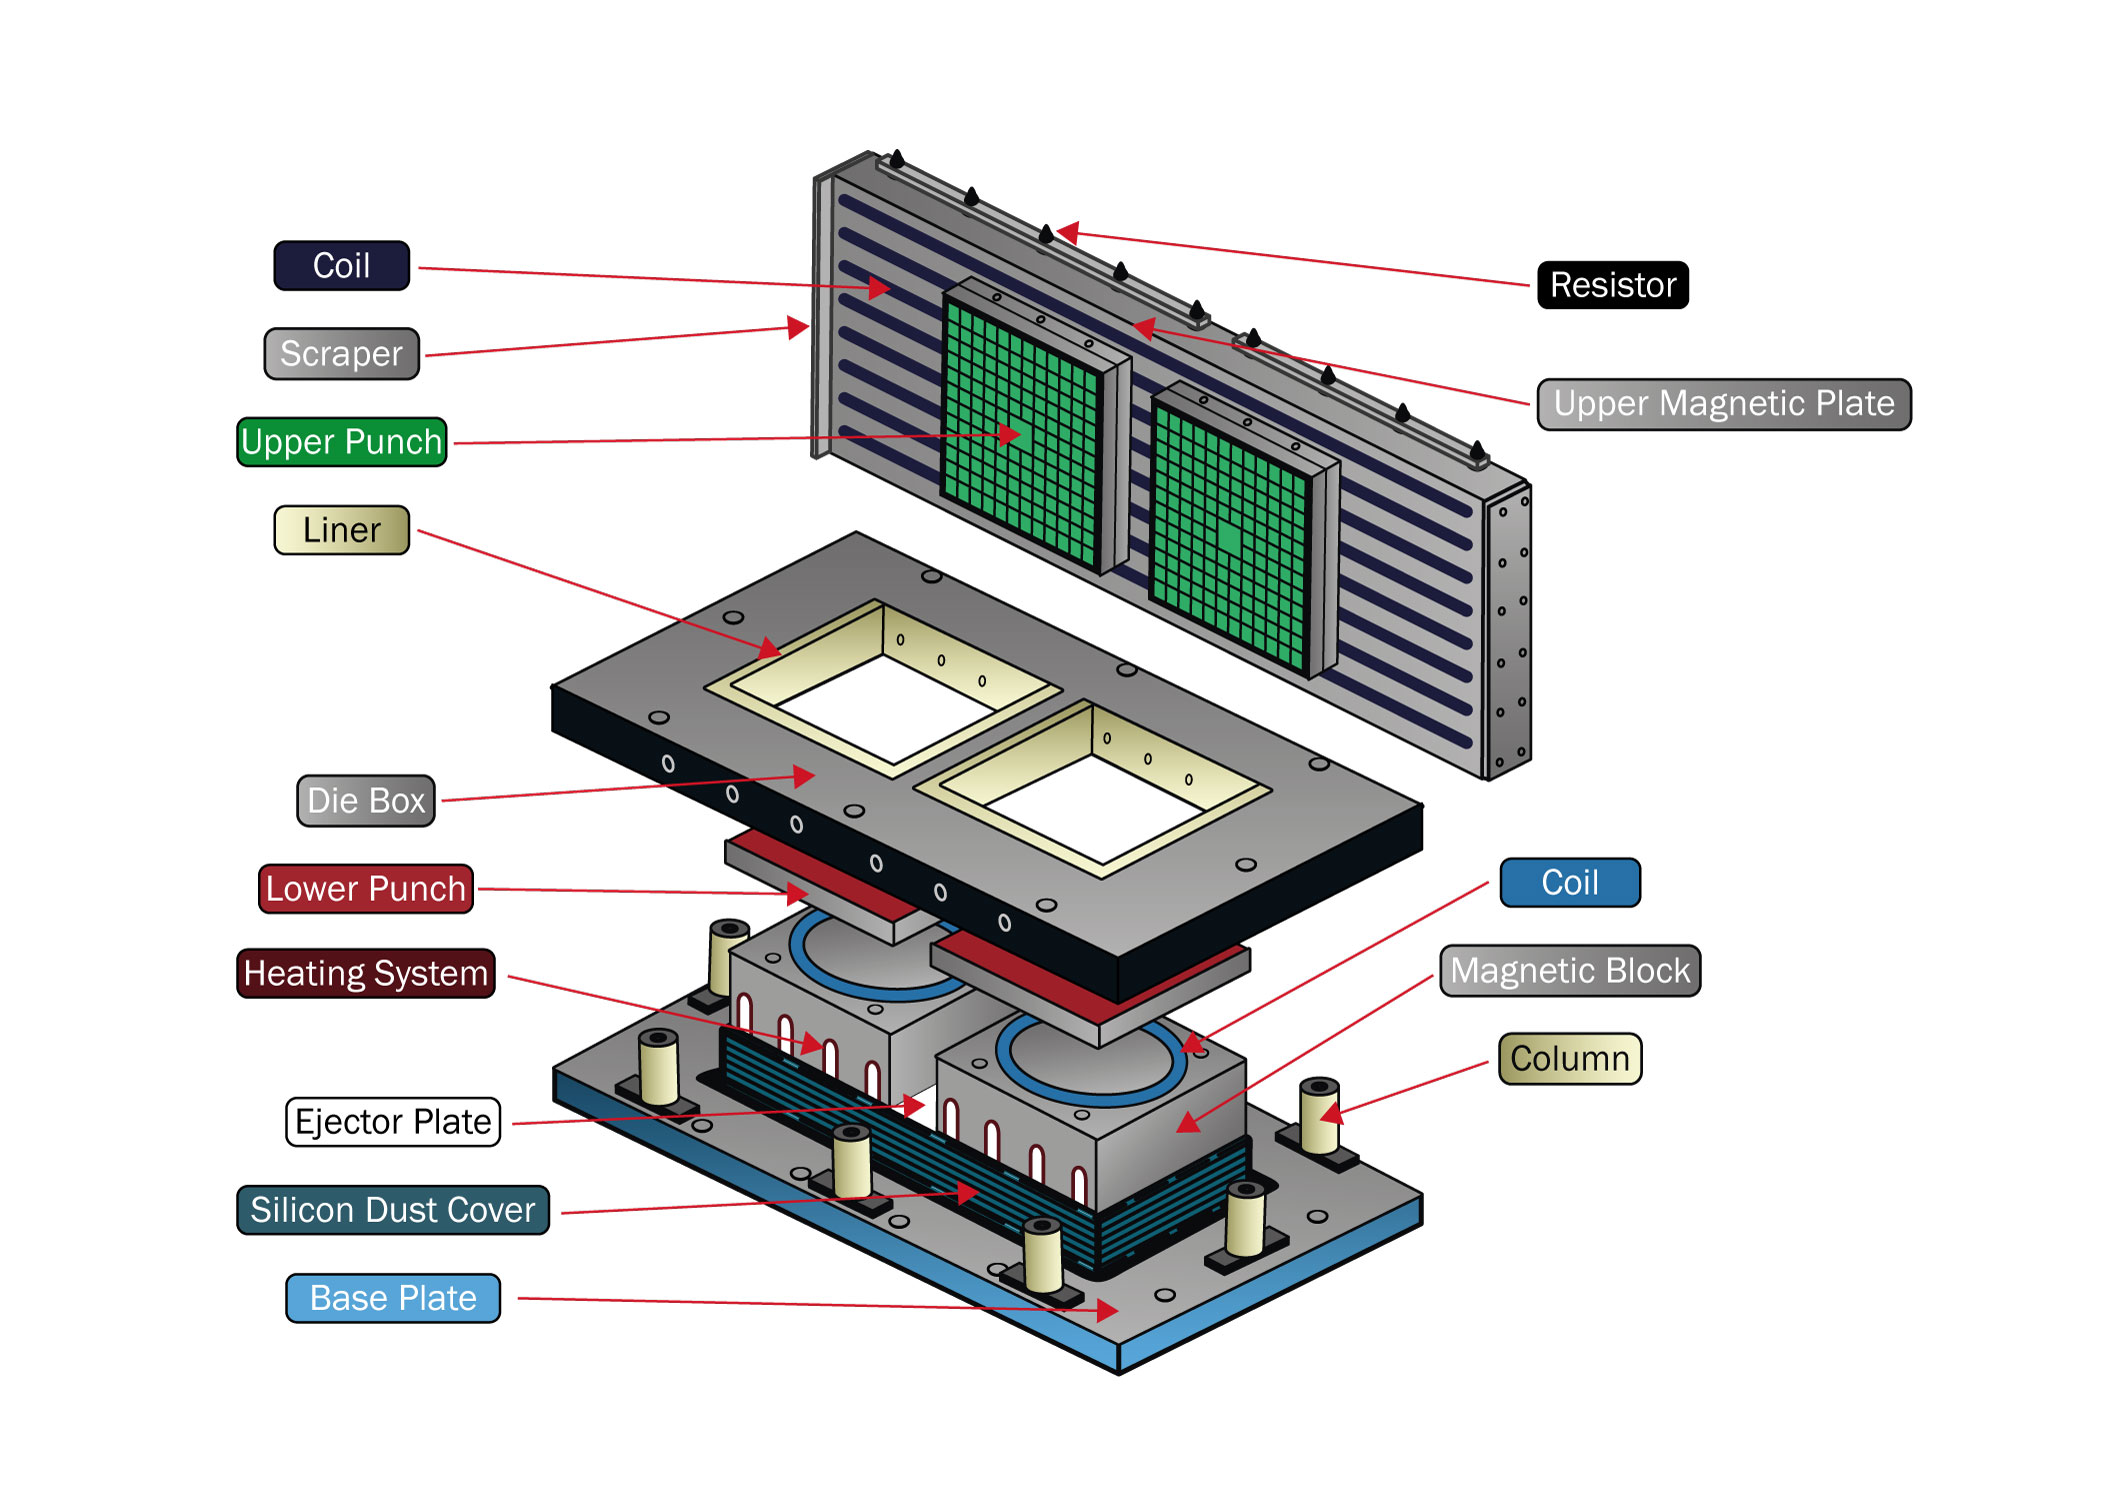 Coil
Scraper
Upper Punch
Liner
Die Box
Lower Punch
Heating System
Ejector Plate
Silicon Dust Cover
Base Plate
Resistor
Upper Magnetic Plate
Coil
Magnetic Block
Column